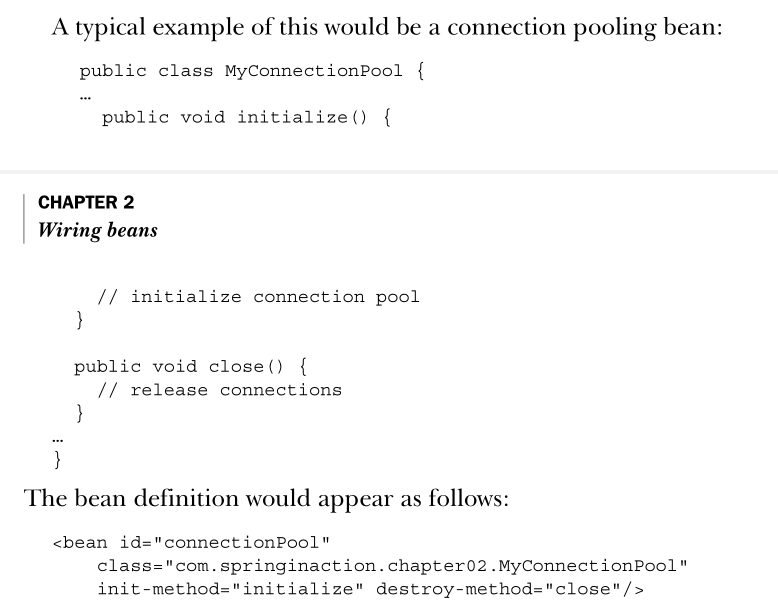 A typical example of this would be a connection pooling bean:
public class MyConnectionPool {
…
public void initialize() {
CHAPTER 2
Wiring beans
// initialize connection pool
}
public void close() {
// release connections
}
…
}
The bean definition would appear as follows:
<bean id="connectionPool"
class="com.springinaction.chapter02.MyConnectionPool"
init-method="initialize" destroy-method="close"/>